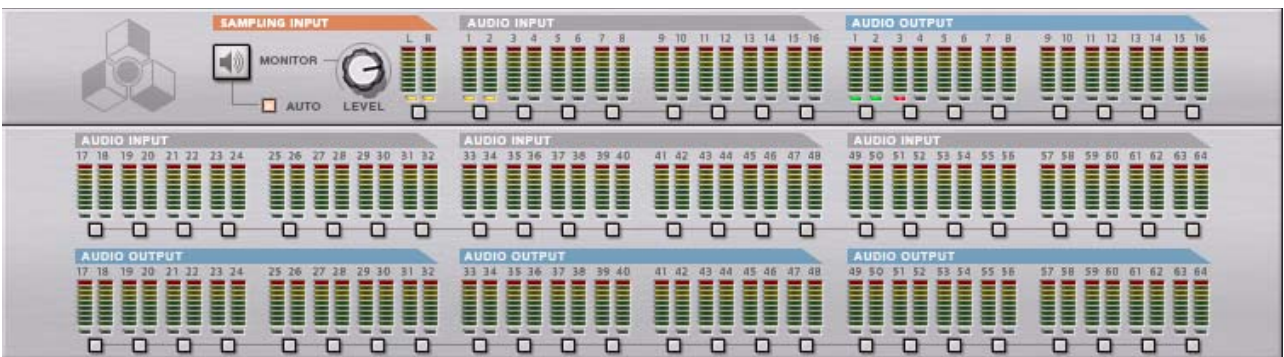 SAMPLING INPUT
AUDIO INPUT
AUDIO OUTPUT
L R
1 2 3 4 5 6 7 8 9 10 11 12 13 14 15 16
1 2 3 4 5 6 7 8 9 10 11 12 13 14 15 16
MONITOR
AUTO
LEVEL
AUDIO INPUT
AUDIO INPUT
AUDIO INPUT
17 18 19 20 21 22 23 24 25 26 27 28 29 30 31 32
33 34 35 36 37 38 39 40 41 42 43 44 45 46 47 48
49 50 51 52 53 54 55 56 57 58 59 60 61 62 63 64
AUDIO OUTPUT
AUDIO OUTPUT
AUDIO OUTPUT
17 18 19 20 21 22 23 24 25 26 27 28 29 30 31 32
33 34 35 36 37 38 39 40 41 42 43 44 45 46 47 48
49 50 51 52 53 54 55 56 57 58 59 60 61 62 63 64